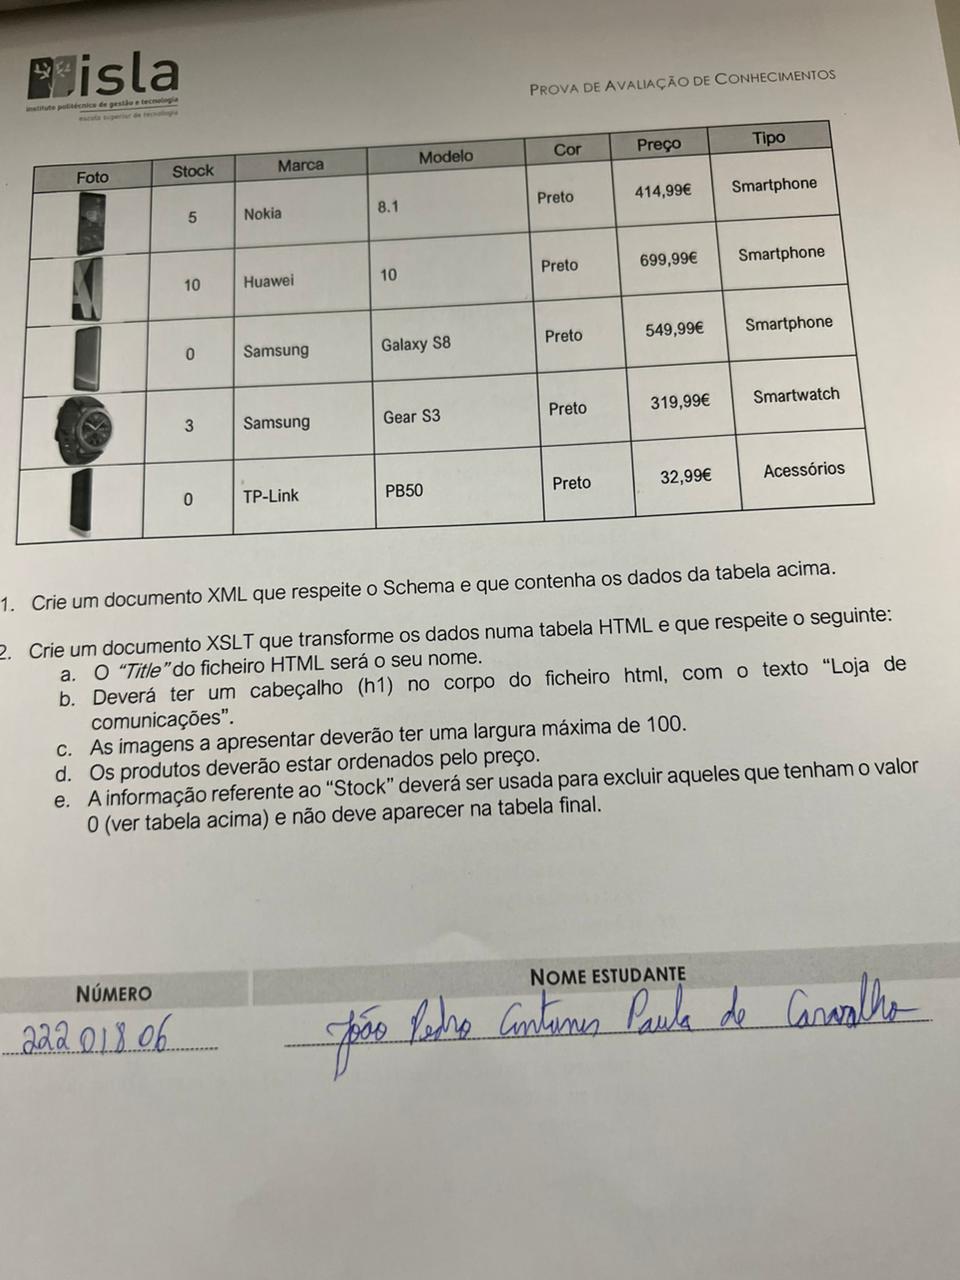 isla
instituto politécnico de gestão e tecnologia
escola superior de tecnologia
PROVA DE AVALIAÇÃO DE CONHECIMENTOS
Foto Stock Marca Modelo Cor Preço Tipo
5 Nokia 8.1 Preto 414,99€ Smartphone
10 Huawei 10 Preto 699,99€ Smartphone
0 Samsung Galaxy S8 Preto 549,99€ Smartphone
3 Samsung Gear S3 Preto 319,99€ Smartwatch
0 TP-Link PB50 Preto 32,99€ Acessórios
1. Crie um documento XML que respeite o Schema e que contenha os dados da tabela acima.
2. Crie um documento XSLT que transforme os dados numa tabela HTML e que respeite o seguinte:
a. O “Title” do ficheiro HTML será o seu nome.
b. Deverá ter um cabeçalho (h1) no corpo do ficheiro html, com o texto “Loja de
comunicações”.
c. As imagens a apresentar deverão ter uma largura máxima de 100.
d. Os produtos deverão estar ordenados pelo preço.
e. A informação referente ao “Stock” deverá ser usada para excluir aqueles que tenham o valor
0 (ver tabela acima) e não deve aparecer na tabela final.
NÚMERO NOME ESTUDANTE
22201806 João Pedro Antunes Paula de Carvalho